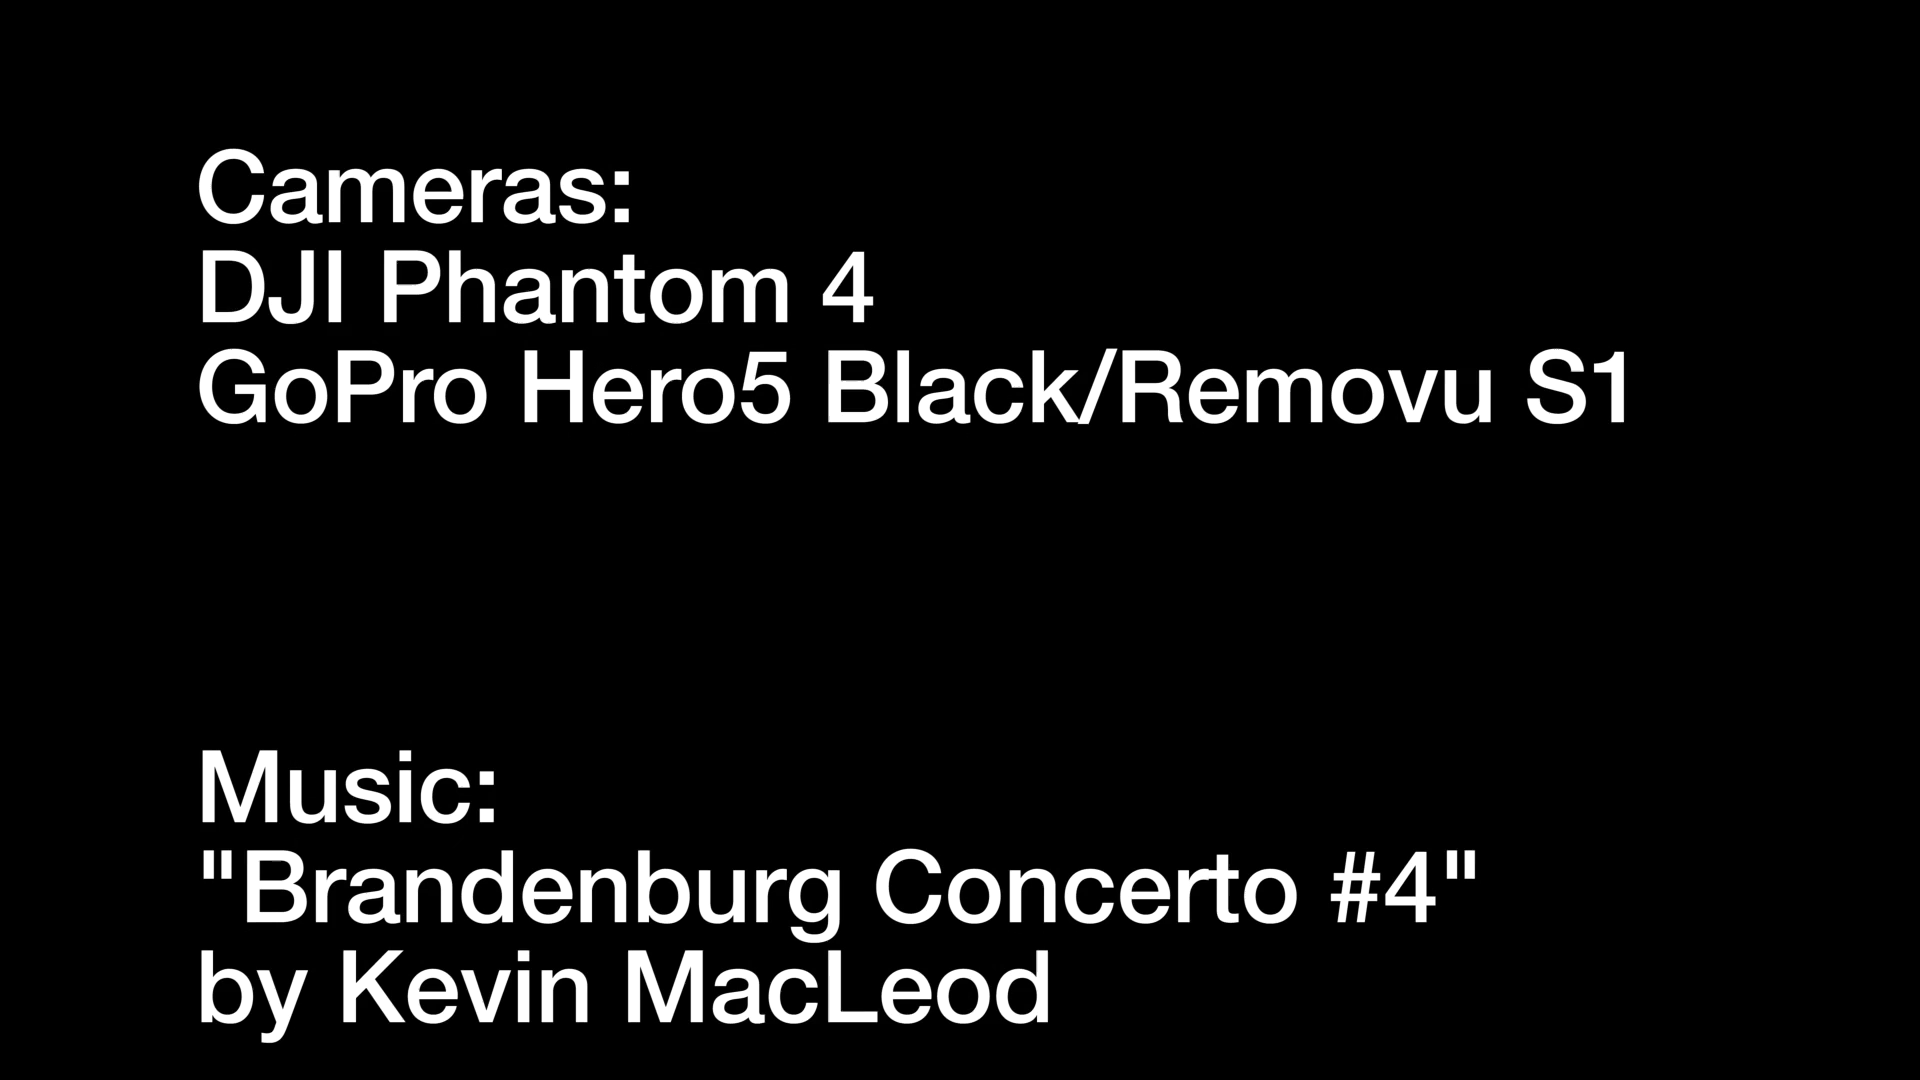 Cameras:
DJI Phantom 4
GoPro Hero5 Black/Removu S1
Music:
"Brandenburg Concerto #4"
by Kevin MacLeod